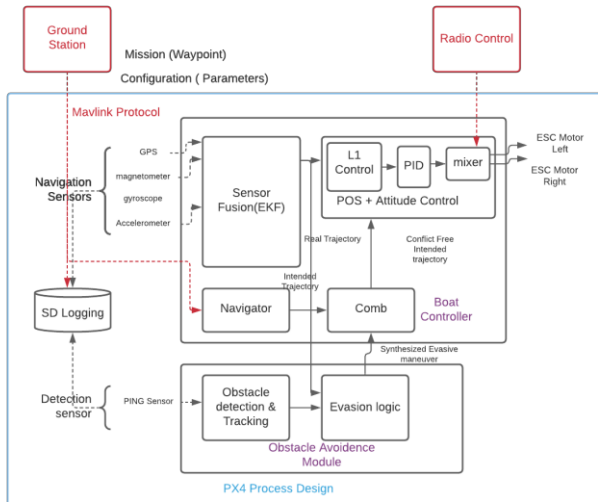 Ground
Station
Radio Control
Mission (Waypoint)
Configuration ( Parameters)
Mavlink Protocol
GPS
magnetometer
gyroscope
Accelerometer
Navigation
Sensors
Sensor
Fusion(EKF)
L1
Control
PID
mixer
POS + Attitude Control
ESC Motor
Left
ESC Motor
Right
Real Trajectory
Conflict Free
Intended
trajectory
Intended
Trajectory
SD Logging
Navigator
Comb
Boat
Controller
Synthesized Evasive
maneuver
Detection
sensor
PING Sensor
Obstacle
detection &
Tracking
Evasion logic
Obstacle Avoidence
Module
PX4 Process Design